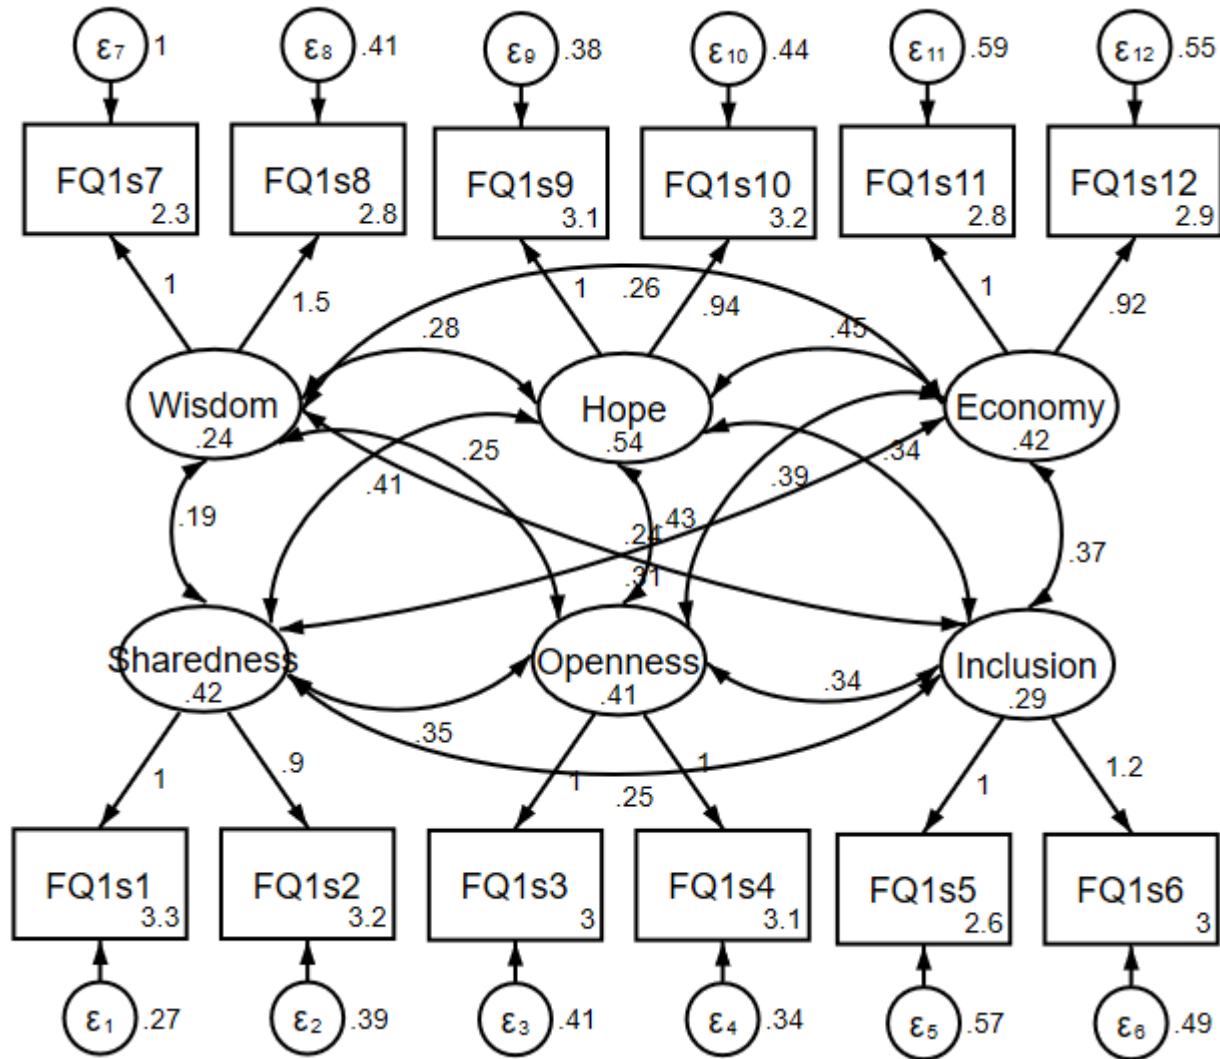 ε7 1 ε8 .41 ε9 .38 ε10 .44 ε11 .59 ε12 .55
FQ1s7 FQ1s8 FQ1s9 FQ1s10 FQ1s11 FQ1s12
2.3 2.8 3.1 3.2 2.8 2.9
1 1.5 1 .94 1 .92
.28 .26 .45
Wisdom Hope Economy
.24 .54 .42
.41 .25 .39 .34
.19 .24 .43 .37
.31
Sharedness Openness Inclusion
.42 .41 .29
.35 .34
1 .9 1 1 1 1.2
.25
FQ1s1 FQ1s2 FQ1s3 FQ1s4 FQ1s5 FQ1s6
3.3 3.2 3 3.1 2.6 3
ε1 .27 ε2 .39 ε3 .41 ε4 .34 ε5 .57 ε6 .49